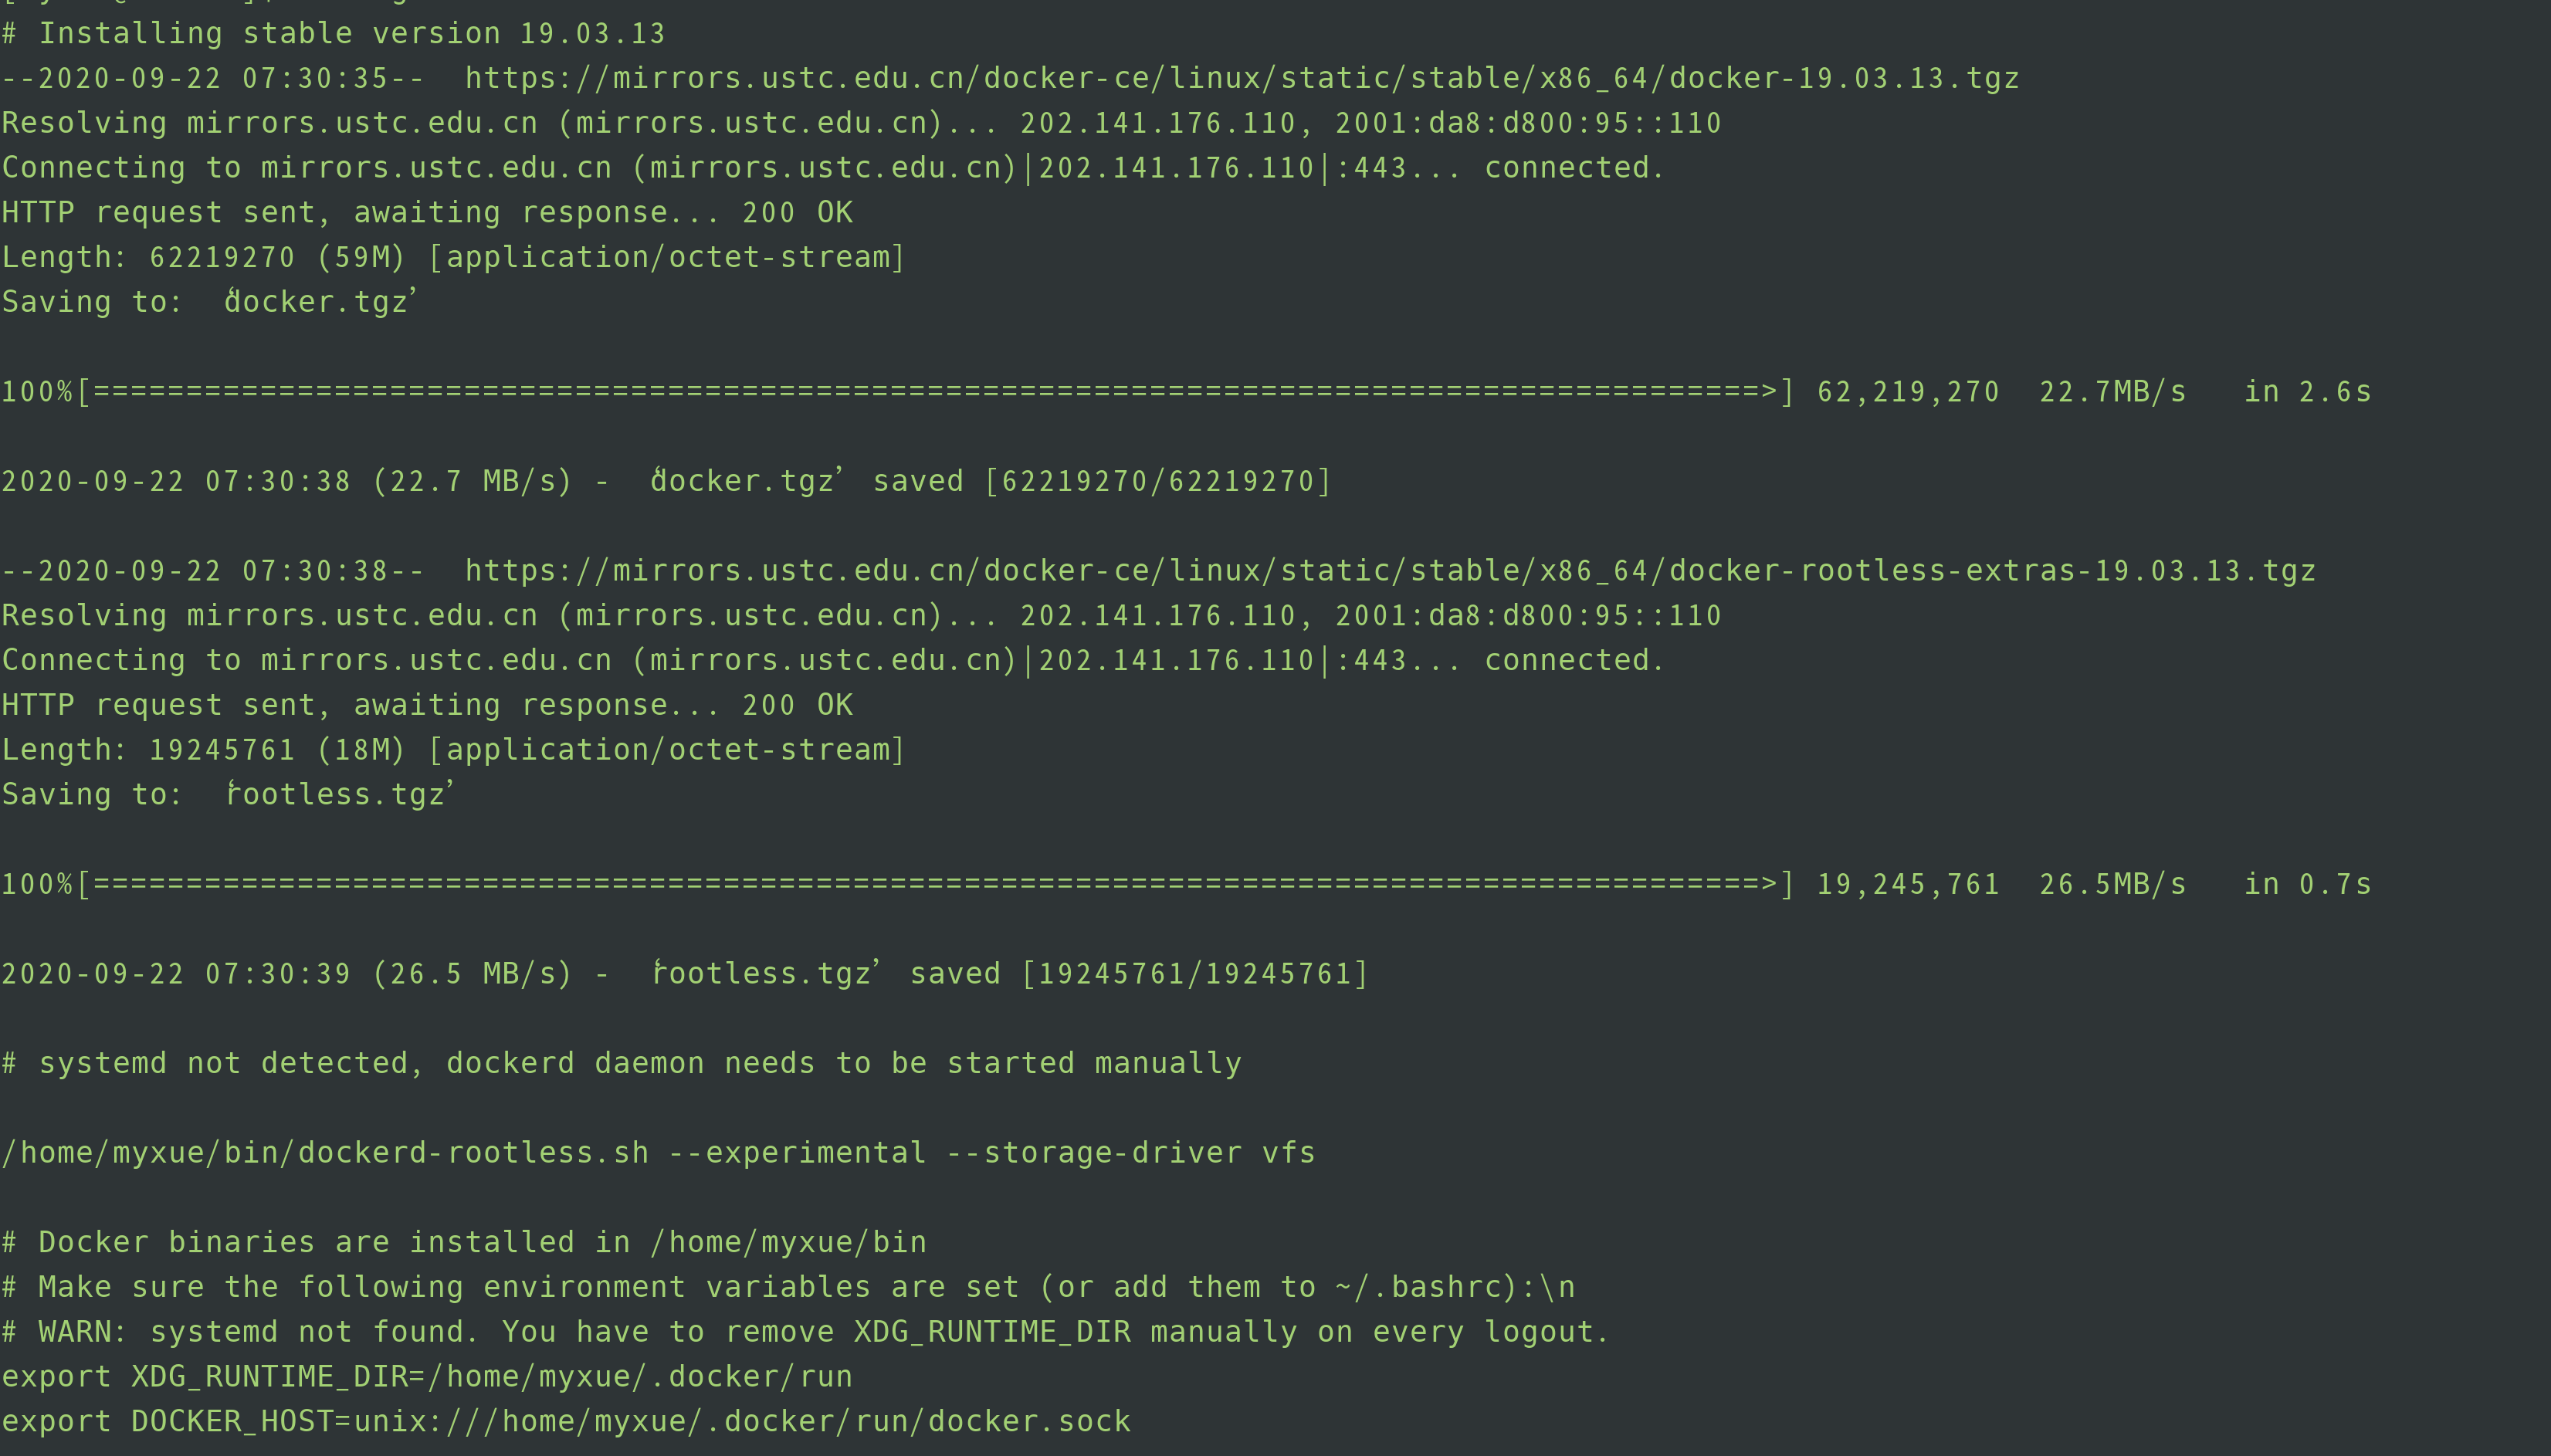 # Installing stable version 19.03.13
--2020-09-22 07:30:35--  https://mirrors.ustc.edu.cn/docker-ce/linux/static/stable/x86_64/docker-19.03.13.tgz
Resolving mirrors.ustc.edu.cn (mirrors.ustc.edu.cn)... 202.141.176.110, 2001:da8:d800:95::110
Connecting to mirrors.ustc.edu.cn (mirrors.ustc.edu.cn)|202.141.176.110|:443... connected.
HTTP request sent, awaiting response... 200 OK
Length: 62219270 (59M) [application/octet-stream]
Saving to: ‘docker.tgz’
100%[==========================================================================================>] 62,219,270  22.7MB/s   in 2.6s
2020-09-22 07:30:38 (22.7 MB/s) - ‘docker.tgz’ saved [62219270/62219270]
--2020-09-22 07:30:38--  https://mirrors.ustc.edu.cn/docker-ce/linux/static/stable/x86_64/docker-rootless-extras-19.03.13.tgz
Resolving mirrors.ustc.edu.cn (mirrors.ustc.edu.cn)... 202.141.176.110, 2001:da8:d800:95::110
Connecting to mirrors.ustc.edu.cn (mirrors.ustc.edu.cn)|202.141.176.110|:443... connected.
HTTP request sent, awaiting response... 200 OK
Length: 19245761 (18M) [application/octet-stream]
Saving to: ‘rootless.tgz’
100%[==========================================================================================>] 19,245,761  26.5MB/s   in 0.7s
2020-09-22 07:30:39 (26.5 MB/s) - ‘rootless.tgz’ saved [19245761/19245761]
# systemd not detected, dockerd daemon needs to be started manually
/home/myxue/bin/dockerd-rootless.sh --experimental --storage-driver vfs
# Docker binaries are installed in /home/myxue/bin
# Make sure the following environment variables are set (or add them to ~/.bashrc):\n
# WARN: systemd not found. You have to remove XDG_RUNTIME_DIR manually on every logout.
export XDG_RUNTIME_DIR=/home/myxue/.docker/run
export DOCKER_HOST=unix:///home/myxue/.docker/run/docker.sock